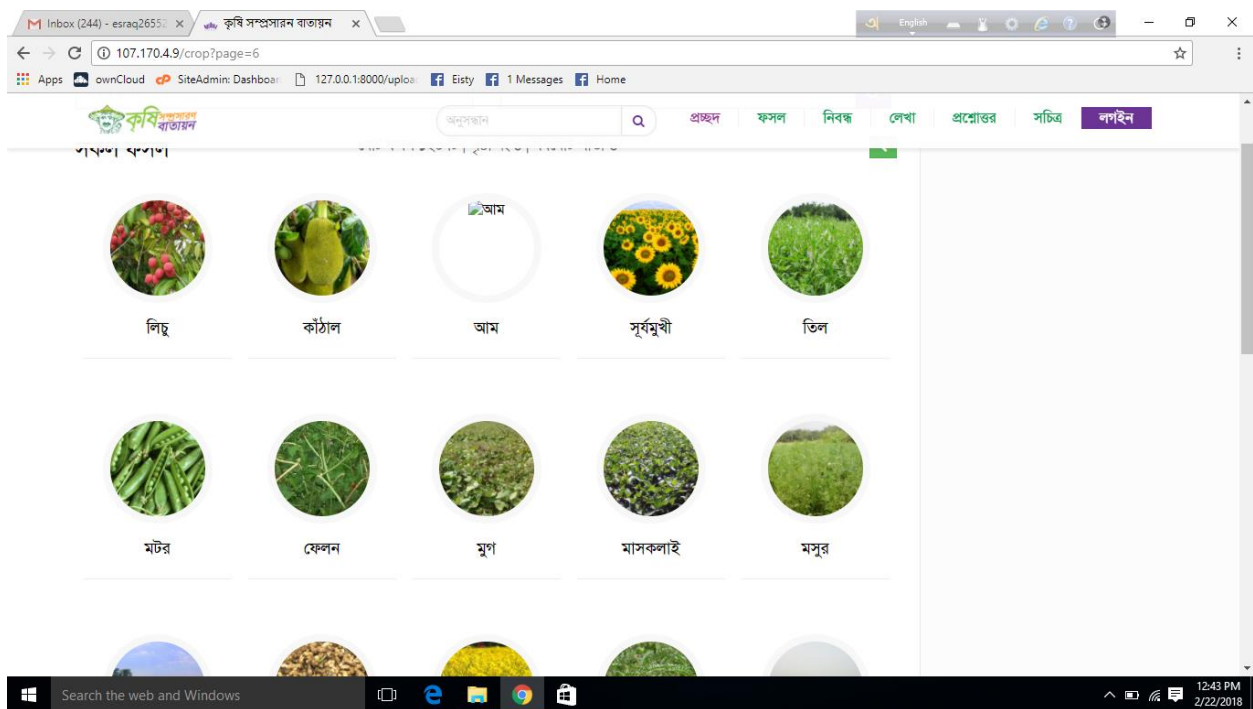 Inbox (244) - esraq2655 কৃষি সম্প্রসারন বাতায়ন
English
107.170.4.9/crop?page=6
Apps ownCloud SiteAdmin: Dashboar 127.0.0.1:8000/uploa Eisty 1 Messages Home
কৃষি সম্প্রসারণ বাতায়ন
অনুসন্ধান প্রচ্ছদ ফসল নিবন্ধ লেখা প্রশ্নোত্তর সচিত্র লগইন
সকল ফসল
আম
লিচু কাঁঠাল আম সূর্যমুখী তিল
মটর ফেলন মুগ মাসকলাই মসুর
Search the web and Windows
12:43 PM
2/22/2018